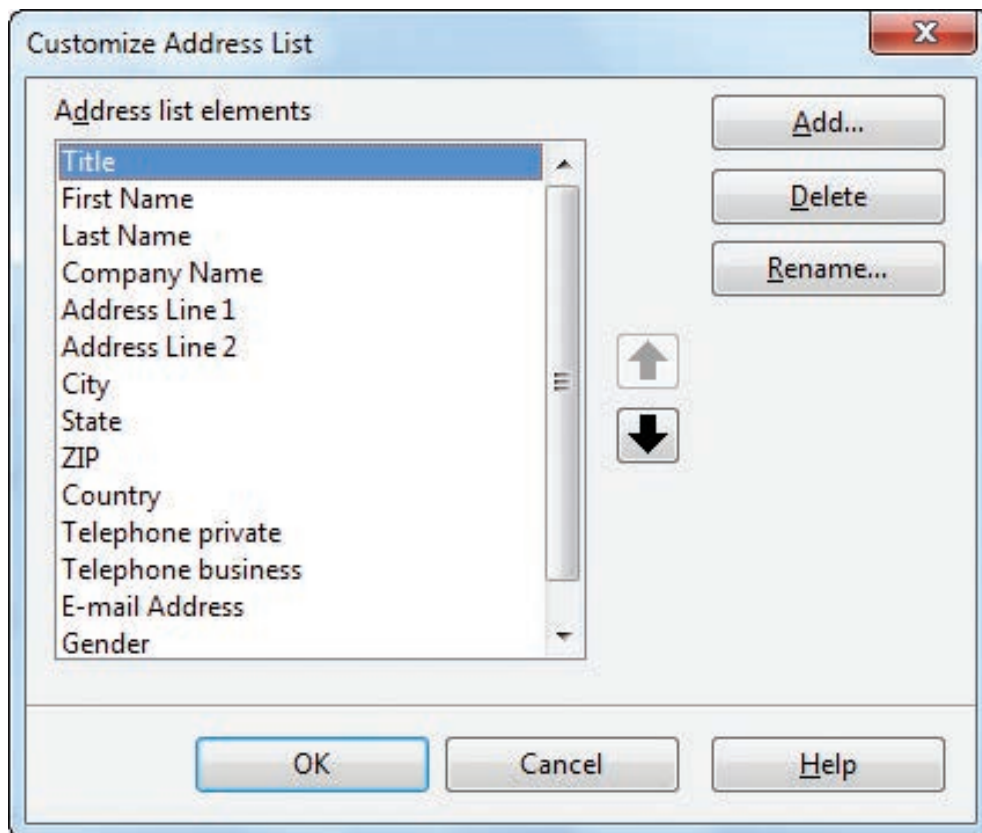 Customize Address List
Address list elements
Title
First Name
Last Name
Company Name
Address Line 1
Address Line 2
City
State
ZIP
Country
Telephone private
Telephone business
E-mail Address
Gender
Add...
Delete
Rename...
OK
Cancel
Help